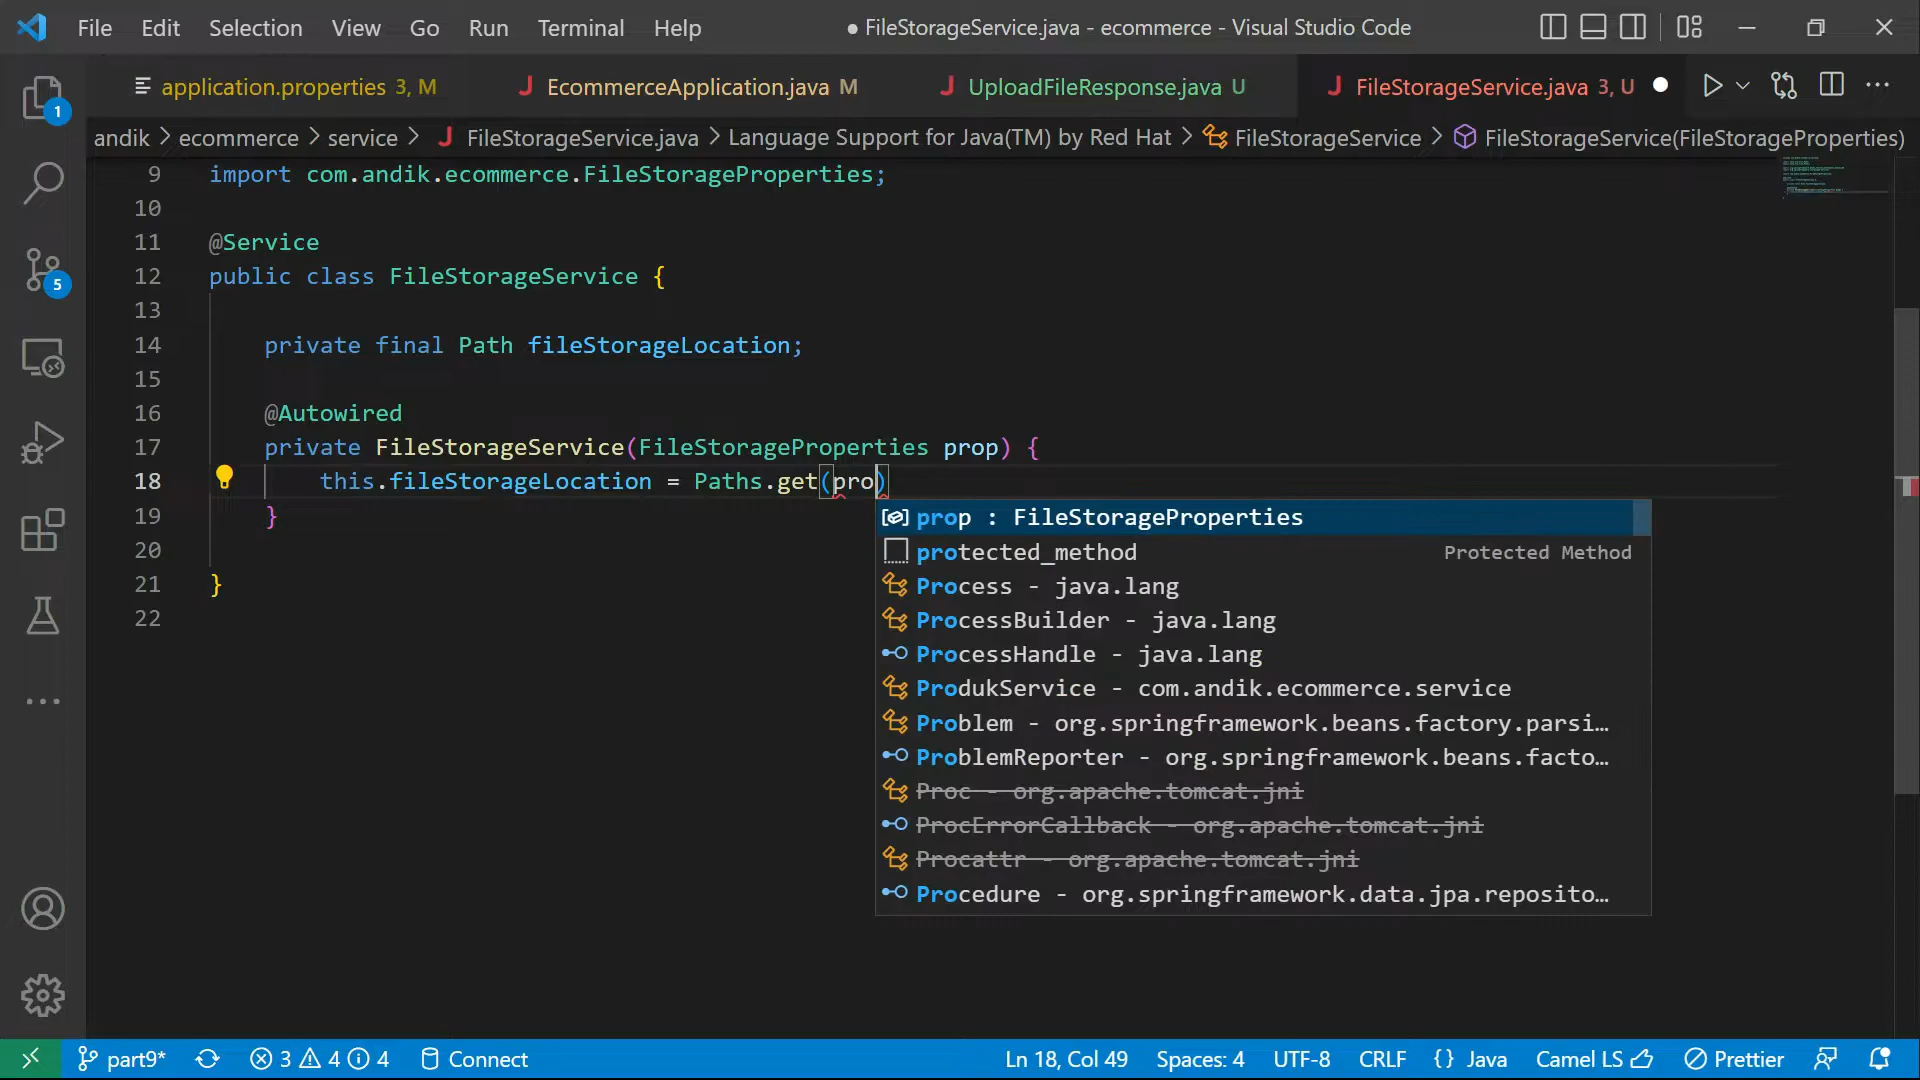 File Edit Selection View Go Run Terminal Help ● FileStorageService.java - ecommerce - Visual Studio Code
application.properties 3, M EcommerceApplication.java M UploadFileResponse.java U FileStorageService.java 3, U
andik > ecommerce > service > FileStorageService.java > Language Support for Java(TM) by Red Hat > FileStorageService > FileStorageService(FileStorageProperties)
1
5
9 import com.andik.ecommerce.FileStorageProperties;
10
11 @Service
12 public class FileStorageService {
13
14 private final Path fileStorageLocation;
15
16 @Autowired
17 private FileStorageService(FileStorageProperties prop) {
18 this.fileStorageLocation = Paths.get(pro)
19 }
20
21 }
22
prop : FileStorageProperties
protected_method Protected Method
Process - java.lang
ProcessBuilder - java.lang
ProcessHandle - java.lang
ProdukService - com.andik.ecommerce.service
Problem - org.springframework.beans.factory.parsi…
ProblemReporter - org.springframework.beans.facto…
Proc - org.apache.tomcat.jni
ProcErrorCallback - org.apache.tomcat.jni
Procattr - org.apache.tomcat.jni
Procedure - org.springframework.data.jpa.reposito…
part9* 3 4 4 Connect Ln 18, Col 49 Spaces: 4 UTF-8 CRLF {} Java Camel LS Prettier